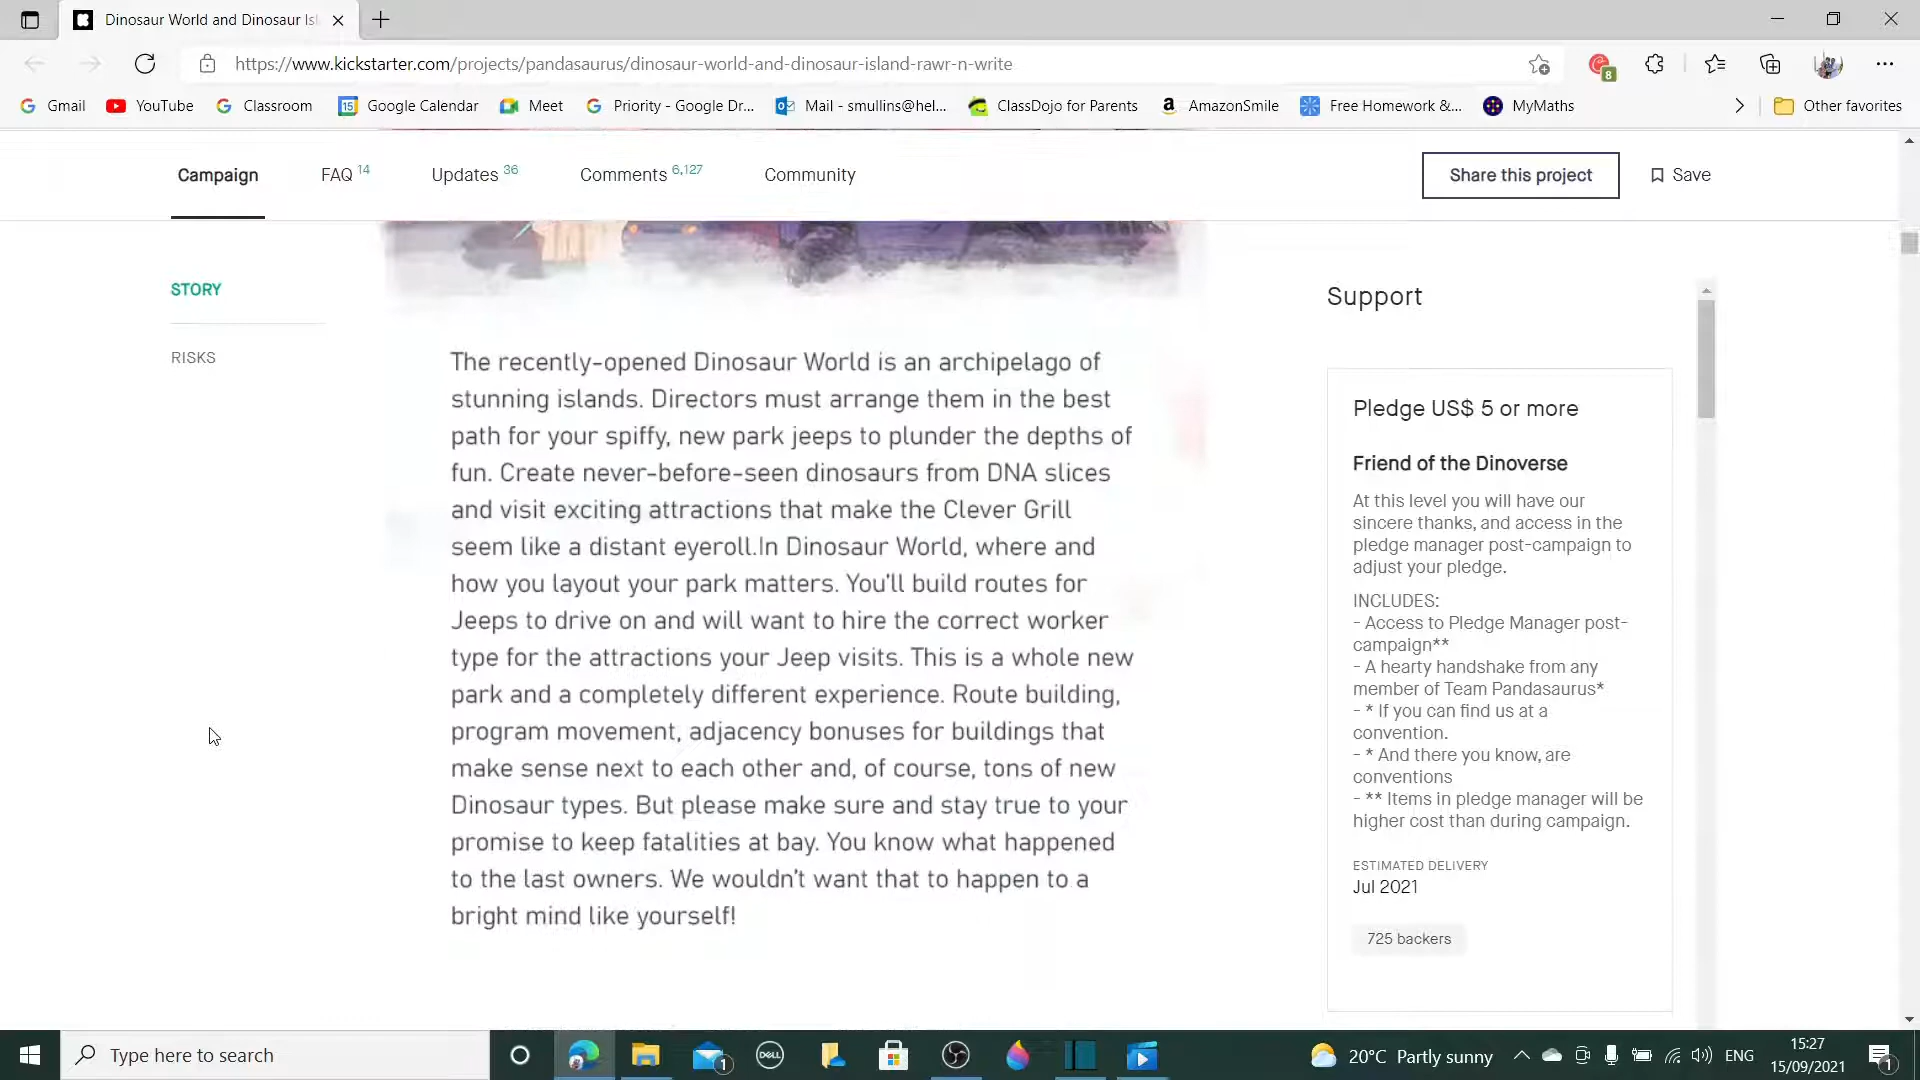 Dinosaur World and Dinosaur Isl
https://www.kickstarter.com/projects/pandasaurus/dinosaur-world-and-dinosaur-island-rawr-n-write
8
Gmail
YouTube
Classroom
15
Google Calendar
Meet
Priority - Google Dr...
Mail - smullins@hel...
ClassDojo for Parents
AmazonSmile
Free Homework &...
MyMaths
Other favorites
Campaign
FAQ 14
Updates 36
Comments 6,127
Community
Share this project
Save
STORY
RISKS
The recently-opened Dinosaur World is an archipelago of
stunning islands. Directors must arrange them in the best
path for your spiffy, new park jeeps to plunder the depths of
fun. Create never-before-seen dinosaurs from DNA slices
and visit exciting attractions that make the Clever Grill
seem like a distant eyeroll.In Dinosaur World, where and
how you layout your park matters. You'll build routes for
Jeeps to drive on and will want to hire the correct worker
type for the attractions your Jeep visits. This is a whole new
park and a completely different experience. Route building,
program movement, adjacency bonuses for buildings that
make sense next to each other and, of course, tons of new
Dinosaur types. But please make sure and stay true to your
promise to keep fatalities at bay. You know what happened
to the last owners. We wouldn't want that to happen to a
bright mind like yourself!
Support
Pledge US$ 5 or more
Friend of the Dinoverse
At this level you will have our
sincere thanks, and access in the
pledge manager post-campaign to
adjust your pledge.
INCLUDES:
- Access to Pledge Manager post-
campaign**
- A hearty handshake from any
member of Team Pandasaurus*
- * If you can find us at a
convention.
- * And there you know, are
conventions
- ** Items in pledge manager will be
higher cost than during campaign.
ESTIMATED DELIVERY
Jul 2021
725 backers
Type here to search
1
DELL
20°C Partly sunny
ENG
15:27
15/09/2021
1